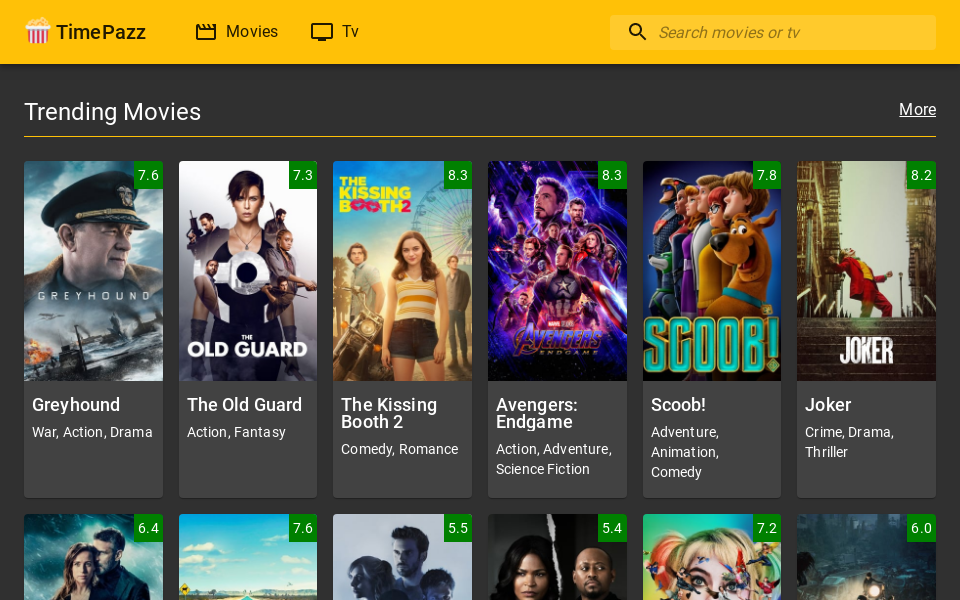 TimePazz
Movies
Tv
Search movies or tv
Trending Movies
More
7.6
GREYHOUND
7.3
THE
OLD GUARD
8.3
THE
KISSING
BOOTH2
8.3
AVENGERS
ENDGAME
7.8
SCOOB!
8.2
JOKER
Greyhound
War, Action, Drama
The Old Guard
Action, Fantasy
The Kissing
Booth 2
Comedy, Romance
Avengers:
Endgame
Action, Adventure,
Science Fiction
Scoob!
Adventure,
Animation,
Comedy
Joker
Crime, Drama,
Thriller
6.4
7.6
5.5
5.4
7.2
6.0